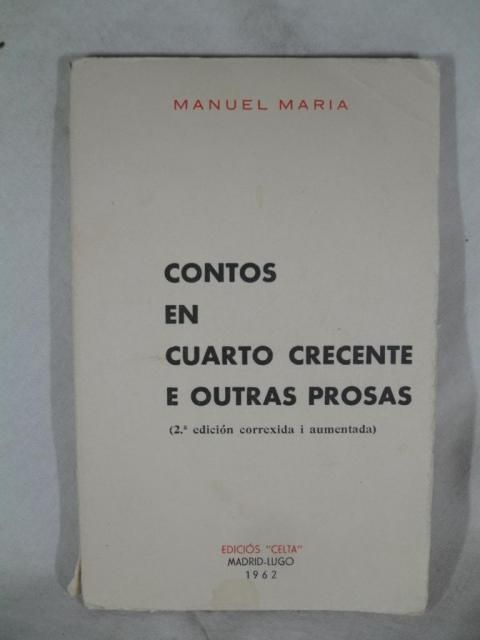 MANUEL MARIA
CONTOS
EN
CUARTO CRECENTE
E OUTRAS PROSAS
(2.ª edición correxida i aumentada)
EDICIÓS "CELTA"
MADRID-LUGO
1962